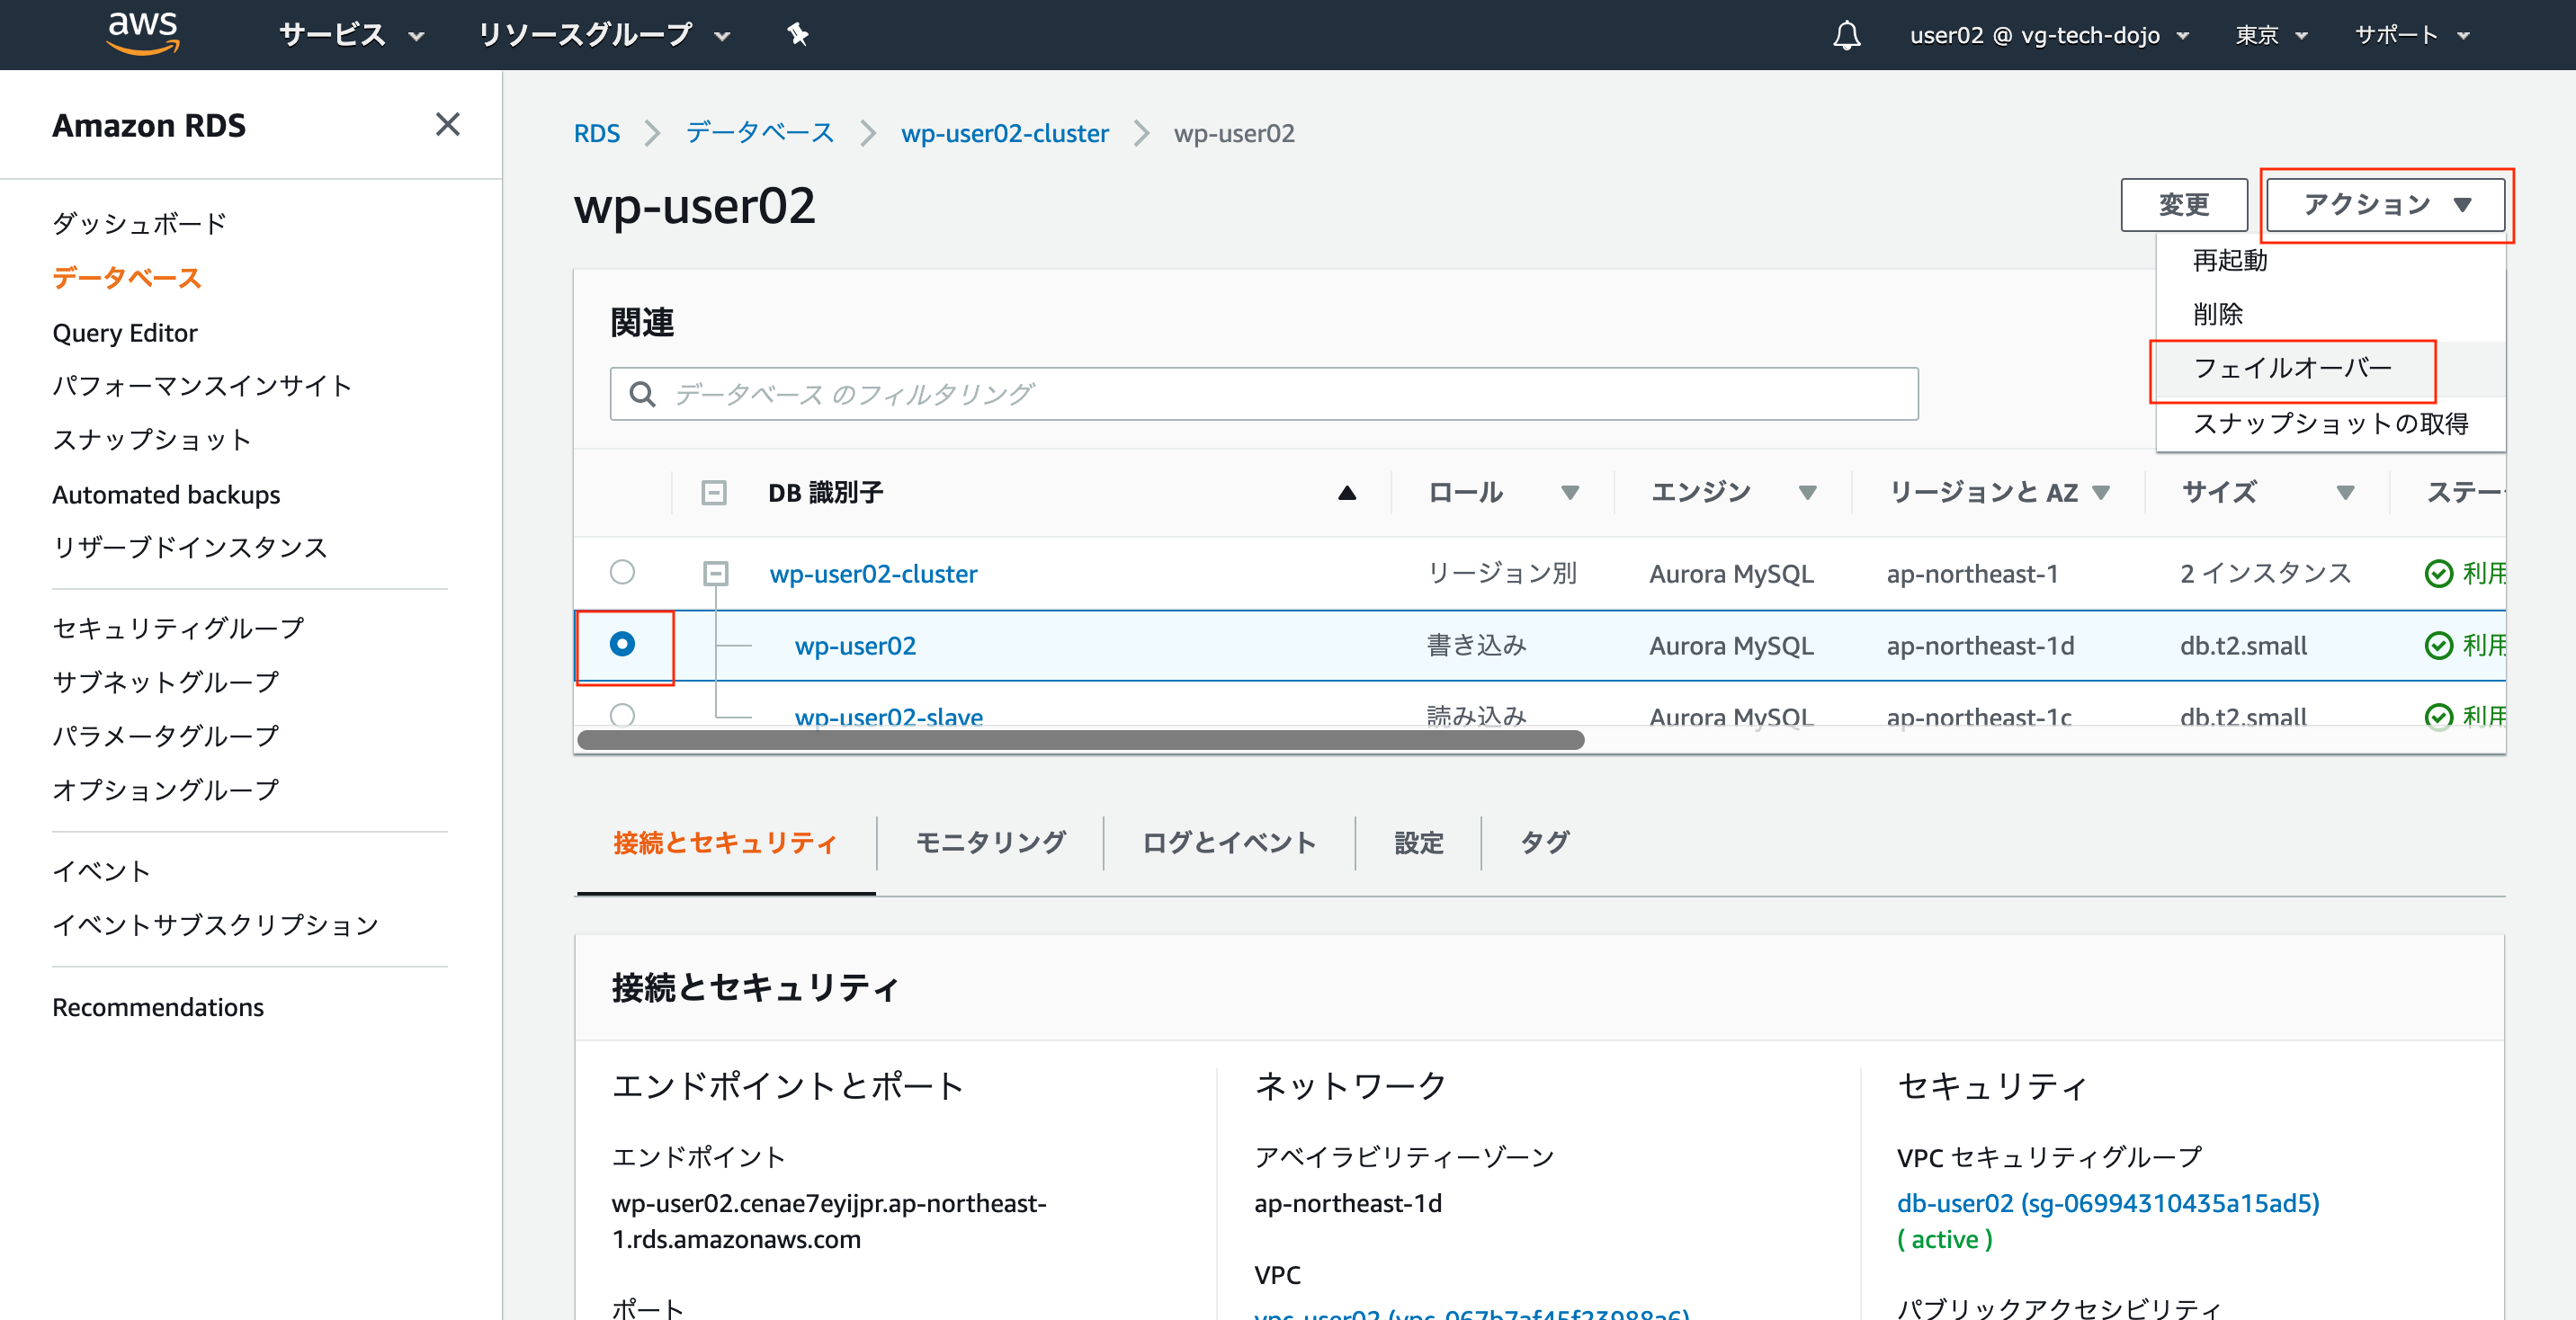 aws サービス リソースグループ user02 @ vg-tech-dojo 東京 サポート
Amazon RDS
ダッシュボード
データベース
Query Editor
パフォーマンスインサイト
スナップショット
Automated backups
リザーブドインスタンス
セキュリティグループ
サブネットグループ
パラメータグループ
オプショングループ
イベント
イベントサブスクリプション
Recommendations
RDS データベース wp-user02-cluster wp-user02
wp-user02
変更 アクション
再起動
削除
フェイルオーバー
スナップショットの取得
関連
データベース のフィルタリング
DB 識別子 ロール エンジン リージョンと AZ サイズ ステー
wp-user02-cluster リージョン別 Aurora MySQL ap-northeast-1 2 インスタンス 利用
wp-user02 書き込み Aurora MySQL ap-northeast-1d db.t2.small 利用
wp-user02-slave 読み込み Aurora MySQL ap-northeast-1c db.t2.small 利用
接続とセキュリティ モニタリング ログとイベント 設定 タグ
接続とセキュリティ
エンドポイントとポート
エンドポイント
wp-user02.cenae7eyijpr.ap-northeast-
1.rds.amazonaws.com
ポート
ネットワーク
アベイラビリティーゾーン
ap-northeast-1d
VPC
vpc-user02 (vpc-067b7af45f23988a6)
セキュリティ
VPC セキュリティグループ
db-user02 (sg-06994310435a15ad5)
( active )
パブリックアクセシビリティ